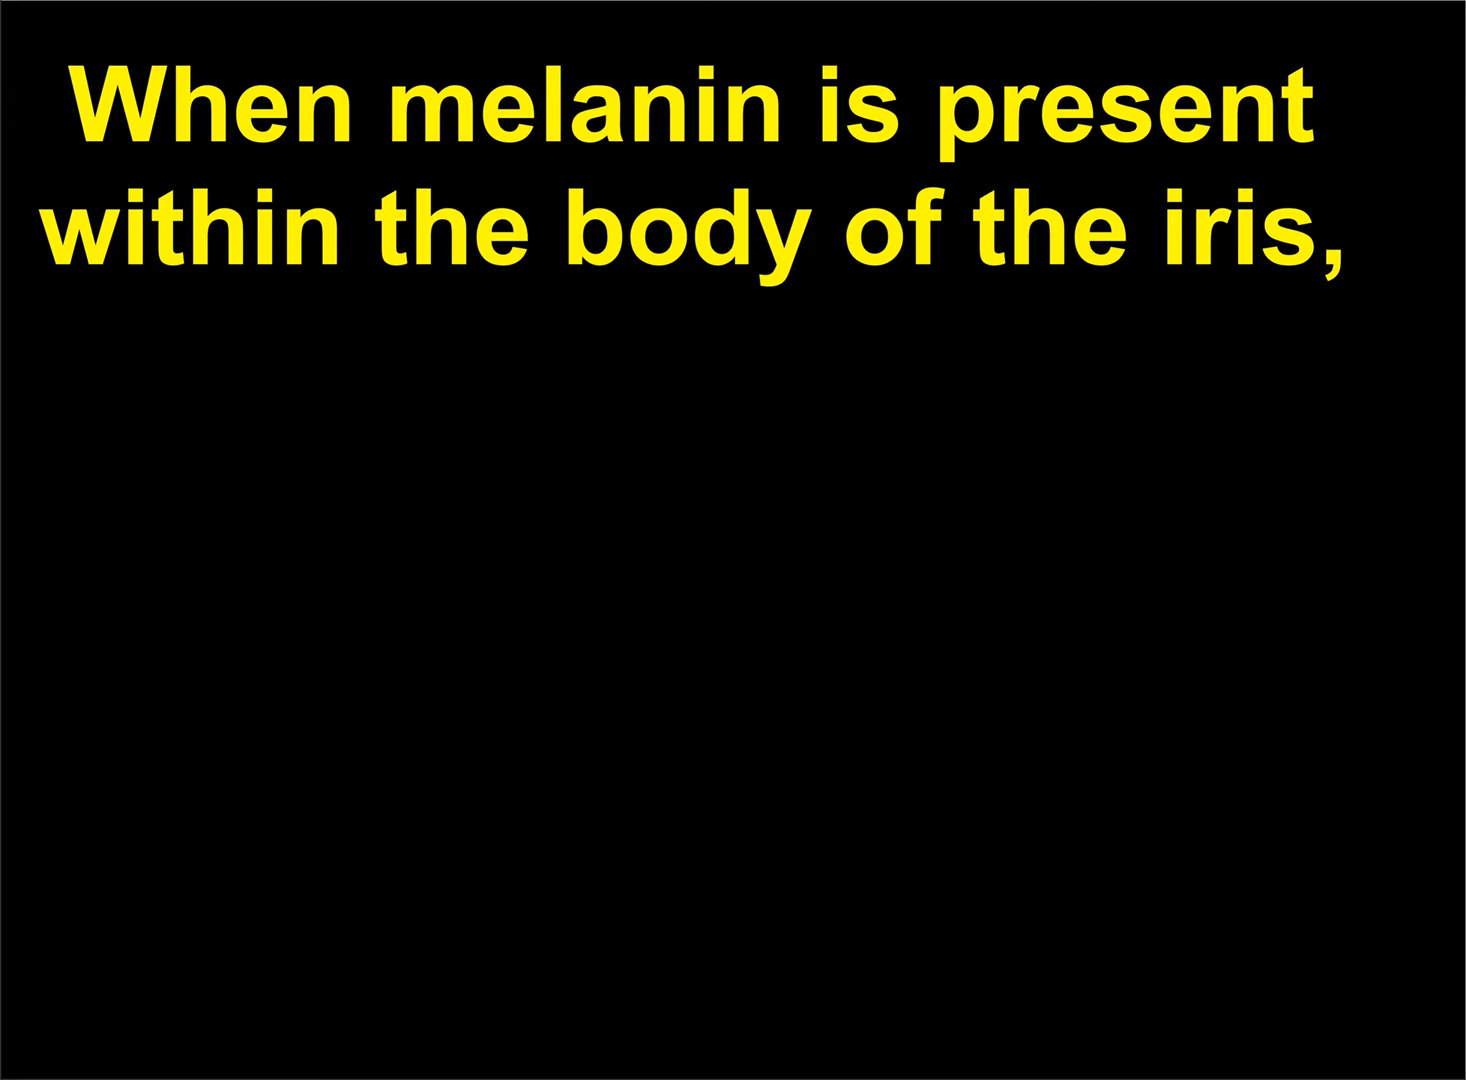 When melanin is present
within the body of the iris,